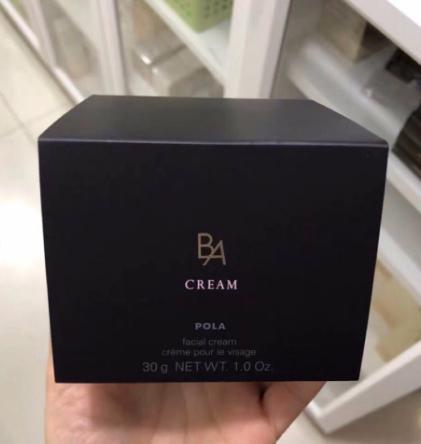 BA
CREAM
POLA
facial cream
crème pour le visage
30 g NET WT. 1.0 Oz.